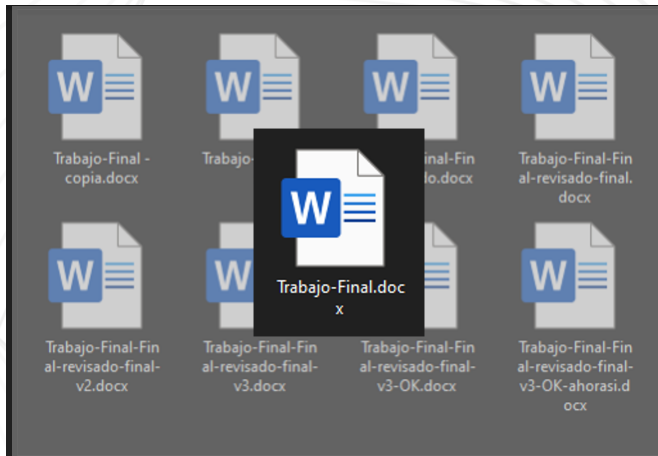 Trabajo-Final -
copia.docx
Trabajo-
inal-Fin
do.docx
Trabajo-Final-Fin
al-revisado-final.
docx
W
Trabajo-Final.doc
x
Trabajo-Final-Fin
al-revisado-final-
v2.docx
Trabajo-Final-Fin
al-revisado-final-
v3.docx
Trabajo-Final-Fin
al-revisado-final-
v3-OK.docx
Trabajo-Final-Fin
al-revisado-final-
v3-OK-ahorasi.d
ocx